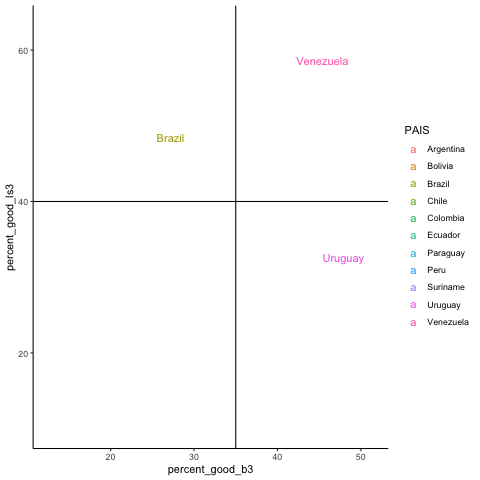 60
40
20
percent_good_ls3
Venezuela
Brazil
Uruguay
20
30
40
50
percent_good_b3
PAIS
a Argentina
a Bolivia
a Brazil
a Chile
a Colombia
a Ecuador
a Paraguay
a Peru
a Suriname
a Uruguay
a Venezuela